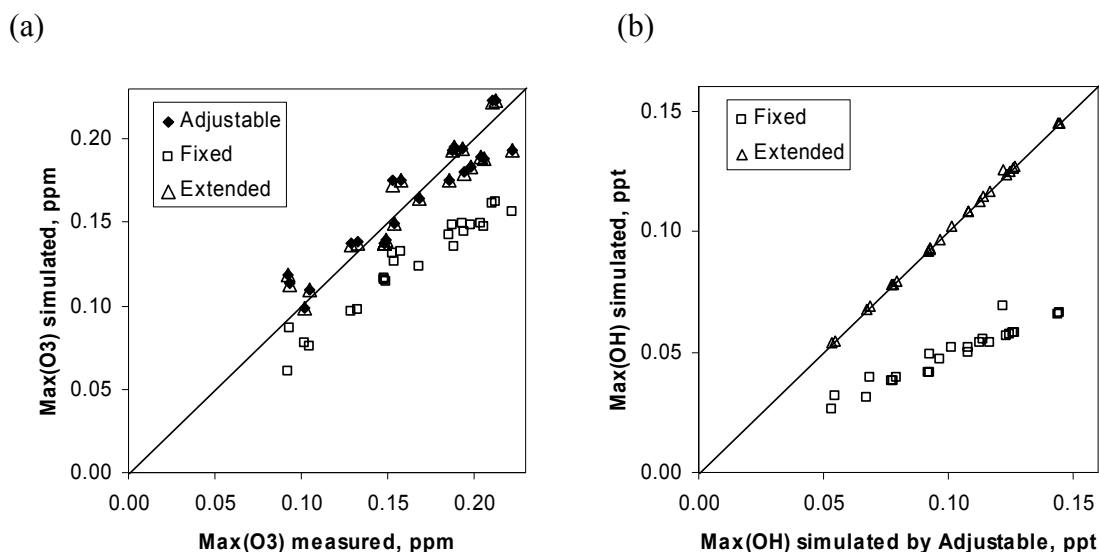 (a)
Adjustable
Fixed
Extended
0.20
0.15
0.10
0.05
0.00
Max(O3) simulated, ppm
0.00
0.10
0.15
0.20
Max(O3) measured, ppm
(b)
Fixed
Extended
0.15
0.10
0.05
0.00
Max(OH) simulated, ppt
0.00
0.05
0.10
0.15
Max(OH) simulated by Adjustable, ppt